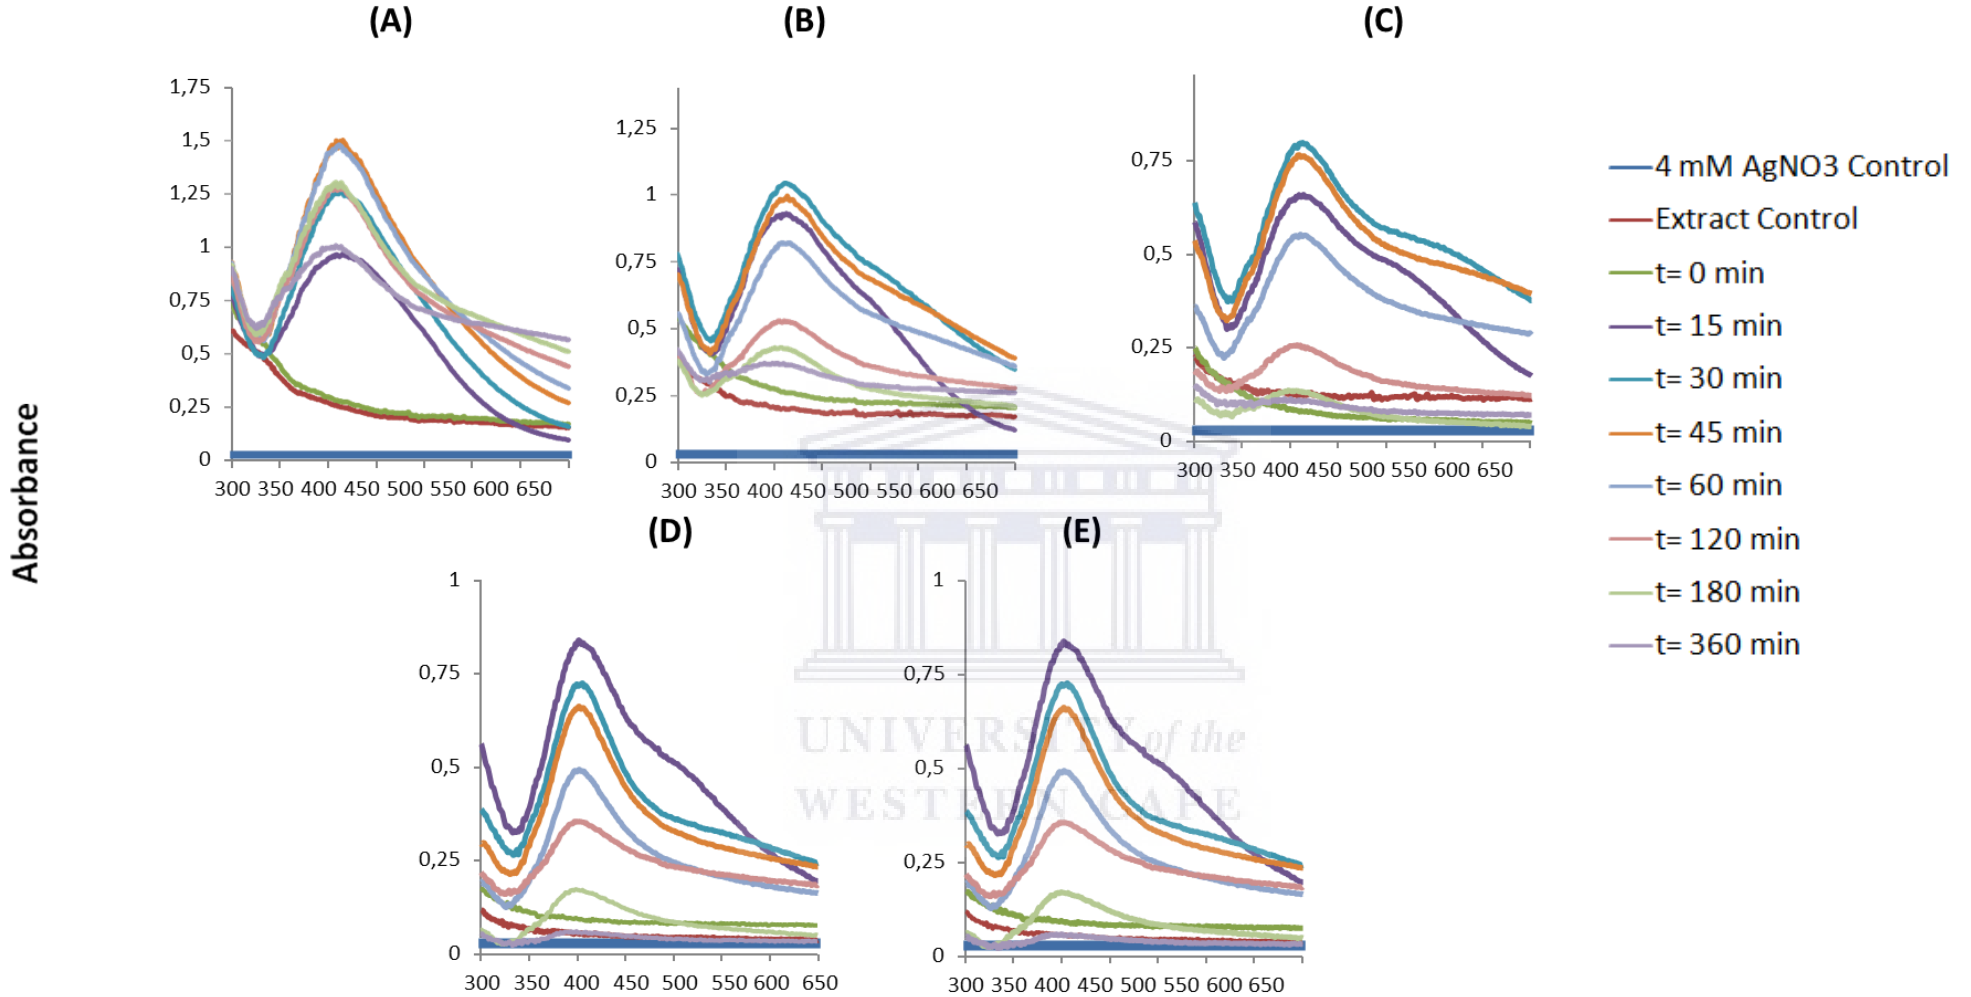 (A)
(B)
(C)
1,75
1,5
1,25
1
0,75
0,5
0,25
0
300 350 400 450 500 550 600 650
1,25
1
0,75
0,5
0,25
0
300 350 400 450 500 550 600 650
0,75
0,5
0,25
0
300 350 400 450 500 550 600 650
4 mM AgNO3 Control
Extract Control
t= 0 min
t= 15 min
t= 30 min
t= 45 min
t= 60 min
t= 120 min
t= 180 min
t= 360 min
Absorbance
(D)
(E)
1
0,75
0,5
0,25
0
300 350 400 450 500 550 600 650
1
0,75
0,5
0,25
0
300 350 400 450 500 550 600 650
UNIVERSITY of the
WESTERN CAPE